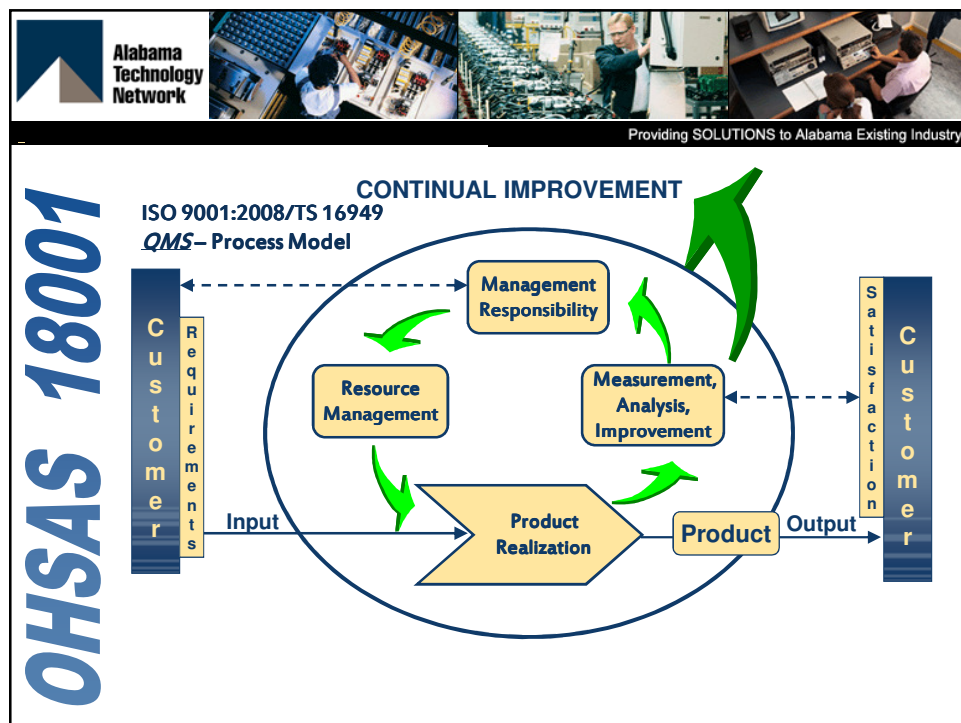 Alabama
Technology
Network
Providing SOLUTIONS to Alabama Existing Industry
OHSAS 18001
CONTINUAL IMPROVEMENT
ISO 9001:2008/TS 16949
QMS – Process Model
Customer
Requirements
Management
Responsibility
Resource
Management
Measurement,
Analysis,
Improvement
Satisfaction
Customer
Input
Product
Realization
Product
Output